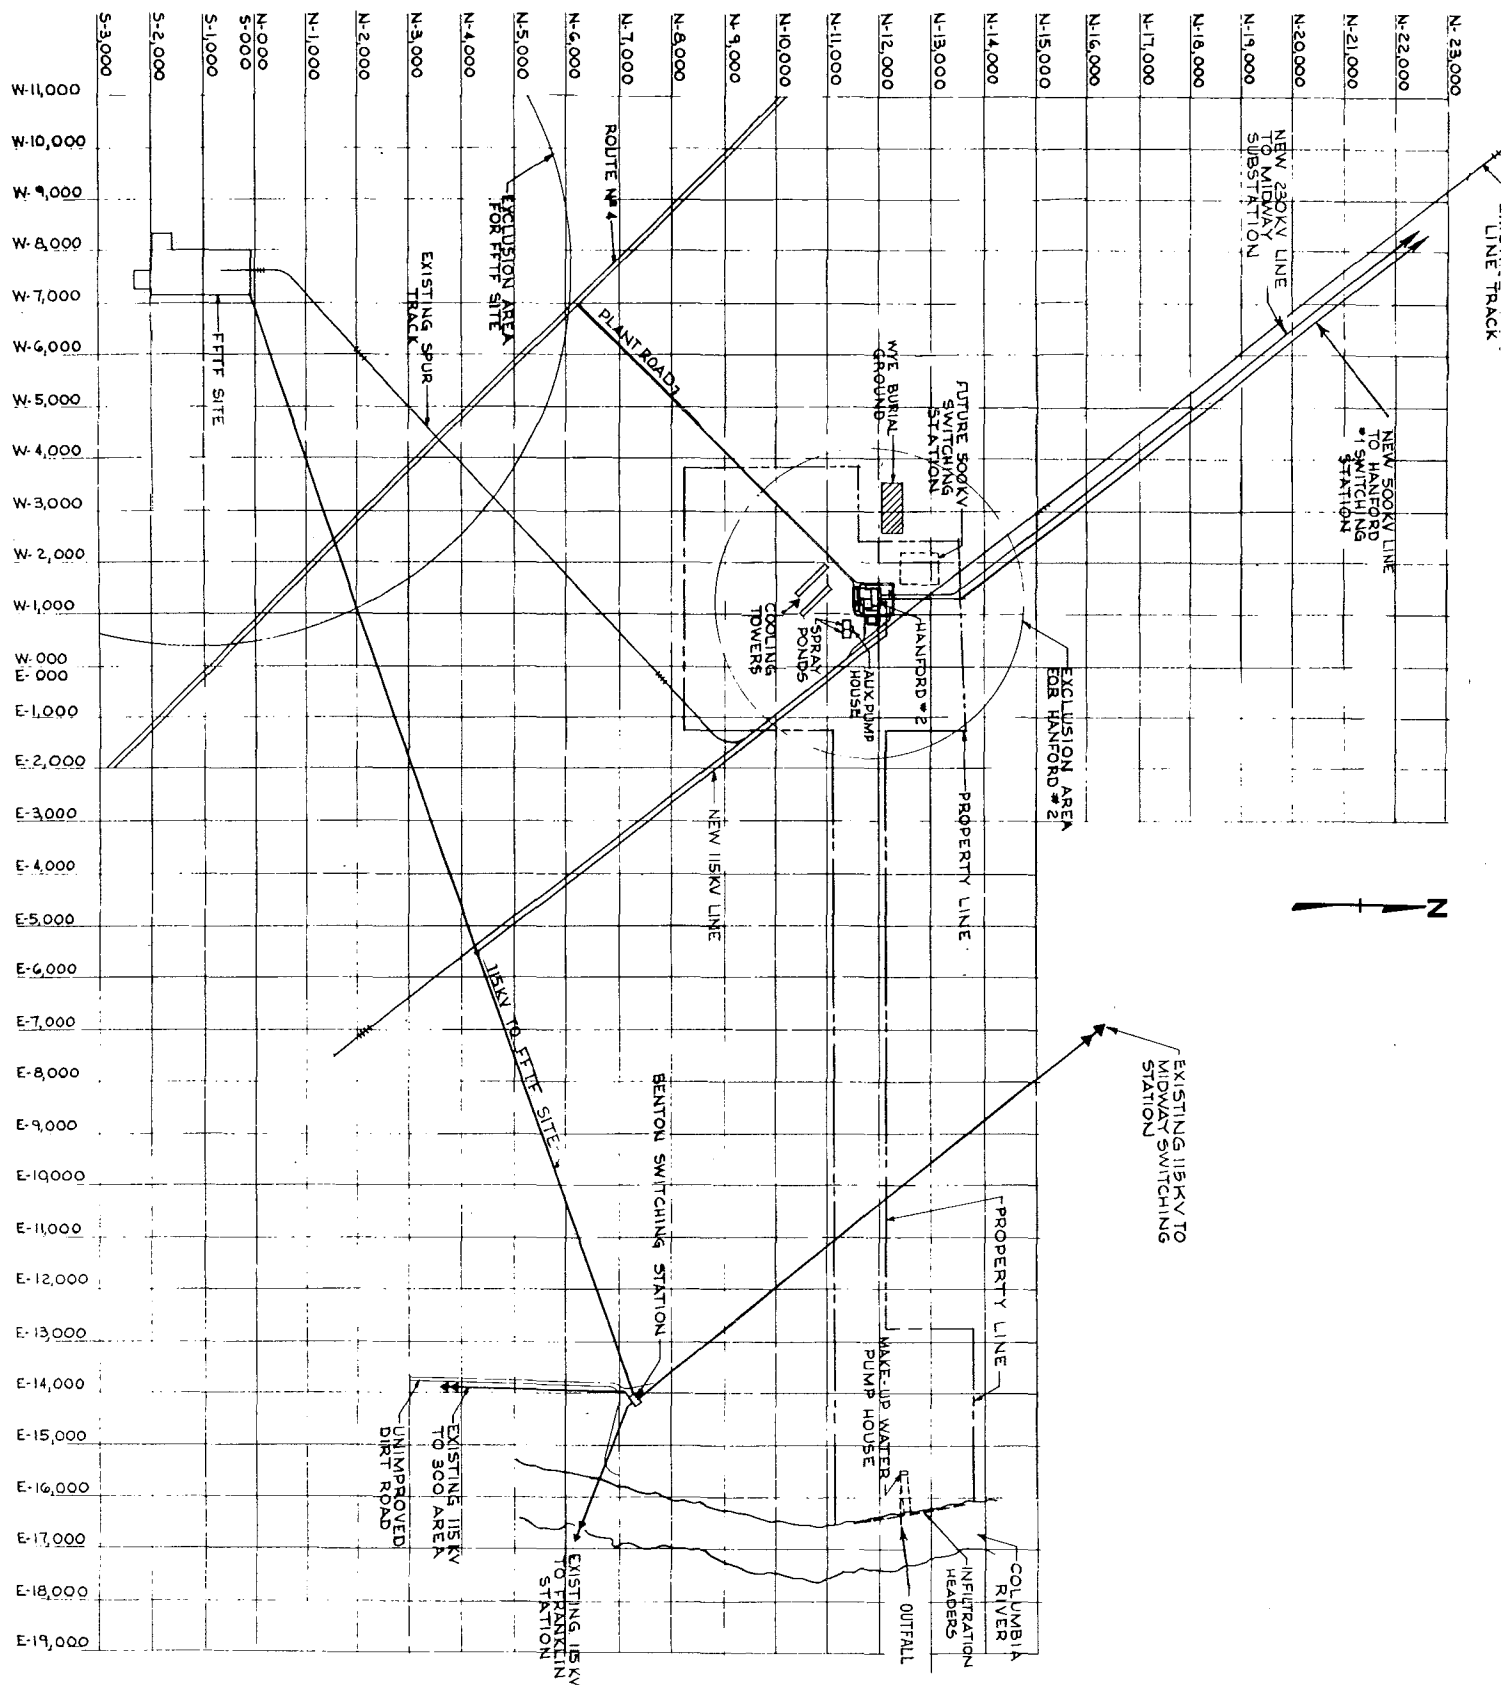 S-3,000
S-2,000
S-1,000
S-000
N-000
N-1,000
N-2,000
N-3,000
N-4,000
N-5,000
N-6,000
N-7,000
N-8,000
N-9,000
N-10,000
N-11,000
N-12,000
N-13,000
N-14,000
N-15,000
N-16,000
N-17,000
N-18,000
N-19,000
N-20,000
N-21,000
N-22,000
N-23,000
W-11,000
W-10,000
W-9,000
W-8,000
W-7,000
W-6,000
W-5,000
W-4,000
W-3,000
W-2,000
W-1,000
W-000
E-000
E-1,000
E-2,000
E-3,000
E-4,000
E-5,000
E-6,000
E-7,000
E-8,000
E-9,000
E-10,000
E-11,000
E-12,000
E-13,000
E-14,000
E-15,000
E-16,000
E-17,000
E-18,000
E-19,000
LINE TRACK
NEW 230KV LINE
TO MIDWAY
SUBSTATION
NEW 500KV LINE
TO HANFORD
#1 SWITCHING
STATION
ROUTE Nº 4
EXCLUSION AREA
FOR FFTF SITE
EXISTING SPUR
TRACK
FFTF SITE
PLANT ROAD
WYE BURIAL
GROUND
FUTURE 500KV
SWITCHING
STATION
COOLING
TOWERS
SPRAY
PONDS
AUX. PUMP
HOUSE
HANFORD #2
EXCLUSION AREA
FOR HANFORD #2
PROPERTY LINE
NEW 115KV LINE
N
115KV TO FFTF SITE
BENTON SWITCHING STATION
EXISTING 115KV TO
MIDWAY SWITCHING
STATION
PROPERTY LINE
MAKE-UP WATER
PUMP HOUSE
UNIMPROVED
DIRT ROAD
EXISTING 115KV
TO 300 AREA
EXISTING 115KV
TO FRANKLIN
STATION
OUTFALL
INFILTRATION
HEADERS
COLUMBIA
RIVER